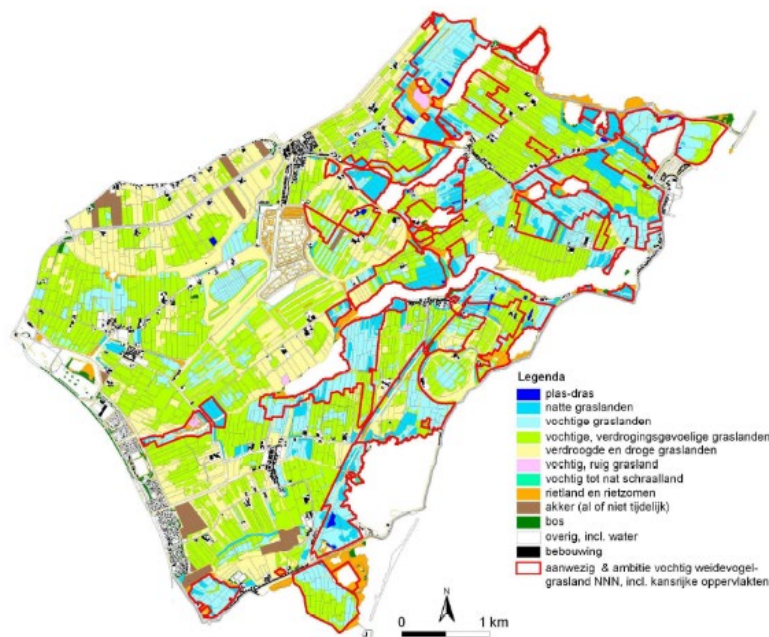 Legenda
plas-dras
natte graslanden
vochtige graslanden
vochtige, verdrogingsgevoelige graslanden
verdroogde en droge graslanden
vochtig, ruig grasland
vochtig tot nat schraalland
rietland en rietzomen
akker (al of niet tijdelijk)
bos
overig, incl. water
bebouwing
aanwezig & ambitie vochtig weidevogel-
grasland NNN, incl. kansrijke oppervlakten
N
0 1 km